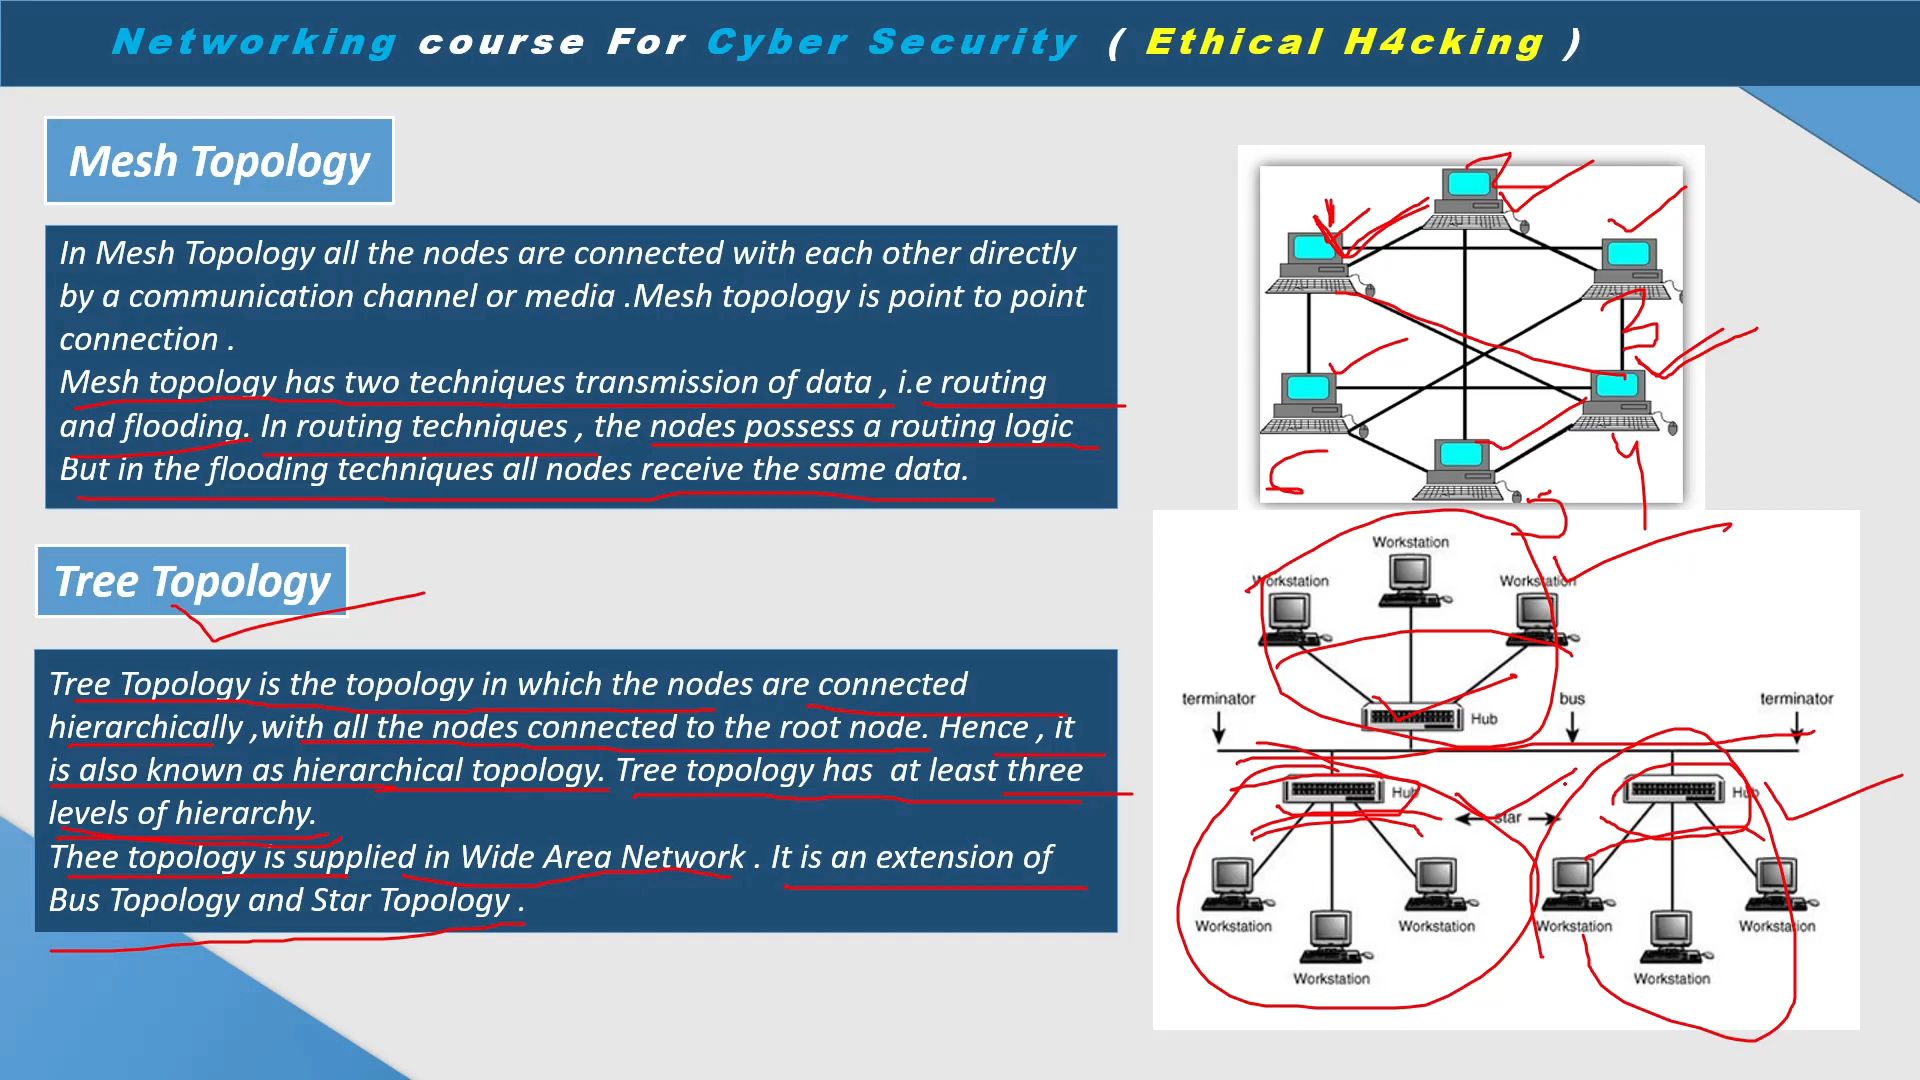 Networking course For Cyber Security ( Ethical H4cking )
Mesh Topology
In Mesh Topology all the nodes are connected with each other directly
by a communication channel or media .Mesh topology is point to point
connection .
Mesh topology has two techniques transmission of data , i.e routing
and flooding. In routing techniques , the nodes possess a routing logic
But in the flooding techniques all nodes receive the same data.
Tree Topology
Tree Topology is the topology in which the nodes are connected
hierarchically ,with all the nodes connected to the root node. Hence , it
is also known as hierarchical topology. Tree topology has at least three
levels of hierarchy.
Thee topology is supplied in Wide Area Network . It is an extension of
Bus Topology and Star Topology .
Workstation
Workstation
Workstation
Hub
terminator
bus
terminator
Hub
star
Hub
Workstation
Workstation
Workstation
Workstation
Workstation
Workstation